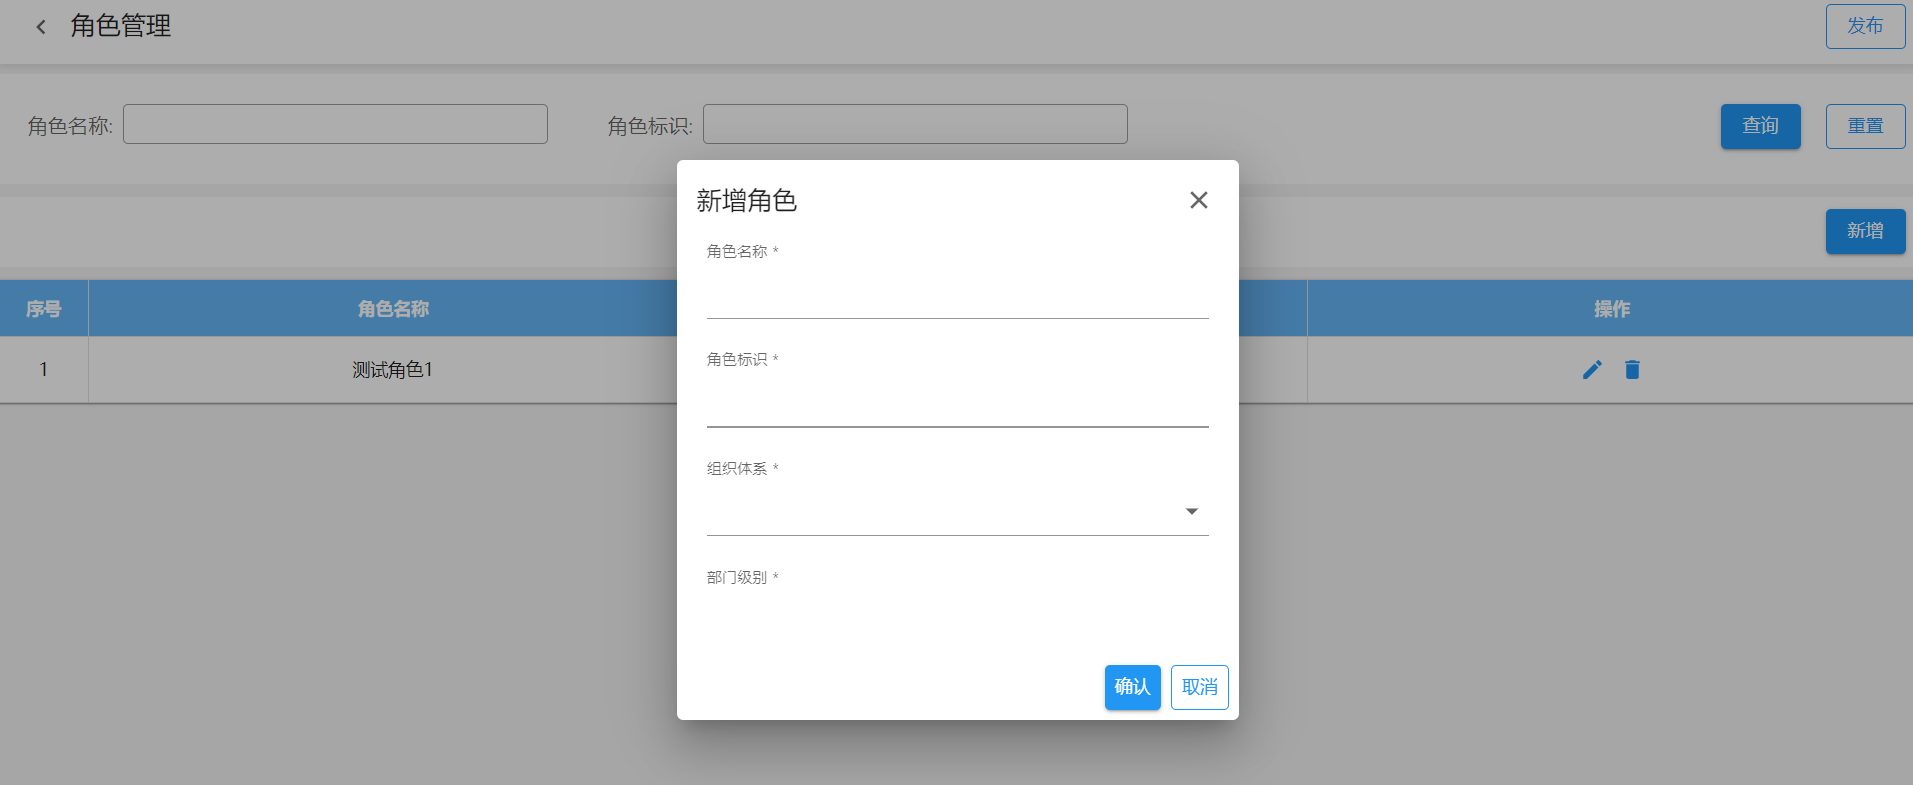 角色管理
发布
角色名称:
角色标识:
查询
重置
新增
序号
角色名称
操作
1
测试角色1
新增角色
角色名称 *
角色标识 *
组织体系 *
部门级别 *
确认
取消